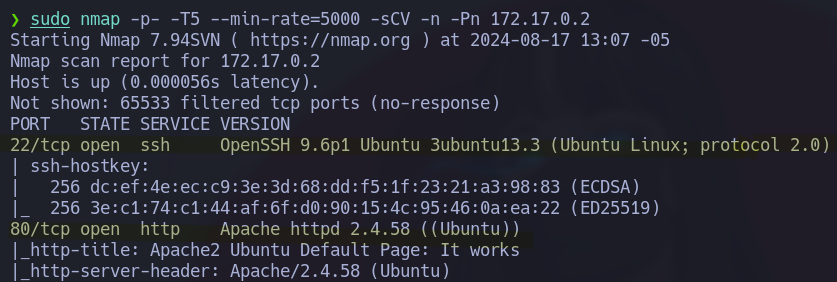 ❯ sudo nmap -p- -T5 --min-rate=5000 -sCV -n -Pn 172.17.0.2
Starting Nmap 7.94SVN ( https://nmap.org ) at 2024-08-17 13:07 -05
Nmap scan report for 172.17.0.2
Host is up (0.000056s latency).
Not shown: 65533 filtered tcp ports (no-response)
PORT   STATE SERVICE VERSION
22/tcp open  ssh     OpenSSH 9.6p1 Ubuntu 3ubuntu13.3 (Ubuntu Linux; protocol 2.0)
| ssh-hostkey:
|   256 dc:ef:4e:ec:c9:3e:3d:68:dd:f5:1f:23:21:a3:98:83 (ECDSA)
|_  256 3e:c1:74:c1:44:af:6f:d0:90:15:4c:95:46:0a:ea:22 (ED25519)
80/tcp open  http    Apache httpd 2.4.58 ((Ubuntu))
|_http-title: Apache2 Ubuntu Default Page: It works
|_http-server-header: Apache/2.4.58 (Ubuntu)